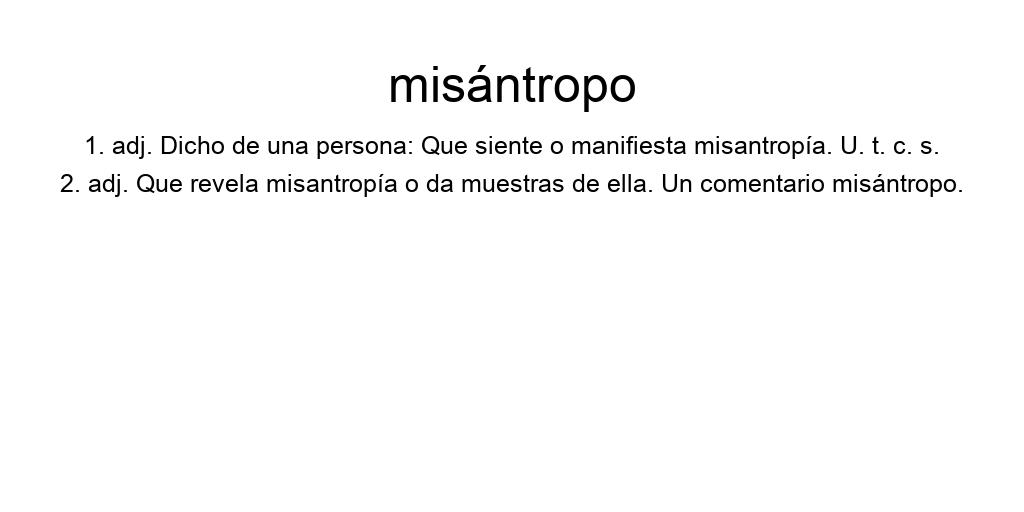 misántropo
1. adj. Dicho de una persona: Que siente o manifiesta misantropía. U. t. c. s.
2. adj. Que revela misantropía o da muestras de ella. Un comentario misántropo.